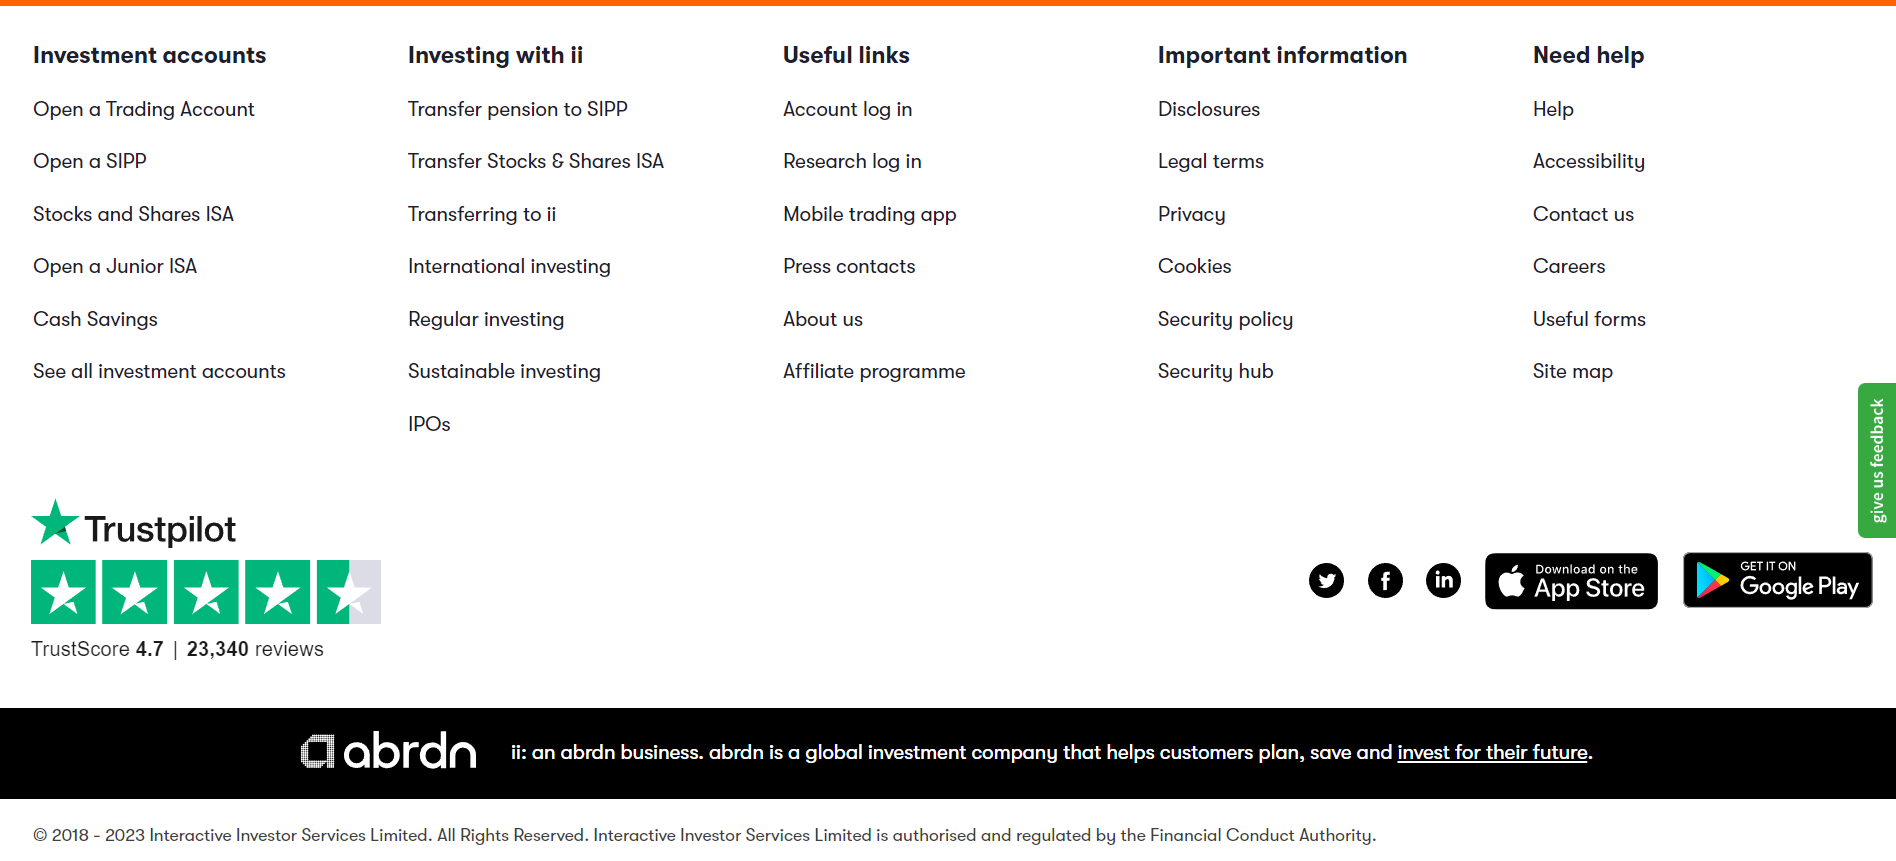 Investment accounts
Open a Trading Account
Open a SIPP
Stocks and Shares ISA
Open a Junior ISA
Cash Savings
See all investment accounts
Investing with ii
Transfer pension to SIPP
Transfer Stocks & Shares ISA
Transferring to ii
International investing
Regular investing
Sustainable investing
IPOs
Useful links
Account log in
Research log in
Mobile trading app
Press contacts
About us
Affiliate programme
Important information
Disclosures
Legal terms
Privacy
Cookies
Security policy
Security hub
Need help
Help
Accessibility
Contact us
Careers
Useful forms
Site map
give us feedback
Trustpilot
TrustScore 4.7 | 23,340 reviews
Download on the
App Store
GET IT ON
Google Play
abrdn
ii: an abrdn business. abrdn is a global investment company that helps customers plan, save and invest for their future.
© 2018 - 2023 Interactive Investor Services Limited. All Rights Reserved. Interactive Investor Services Limited is authorised and regulated by the Financial Conduct Authority.